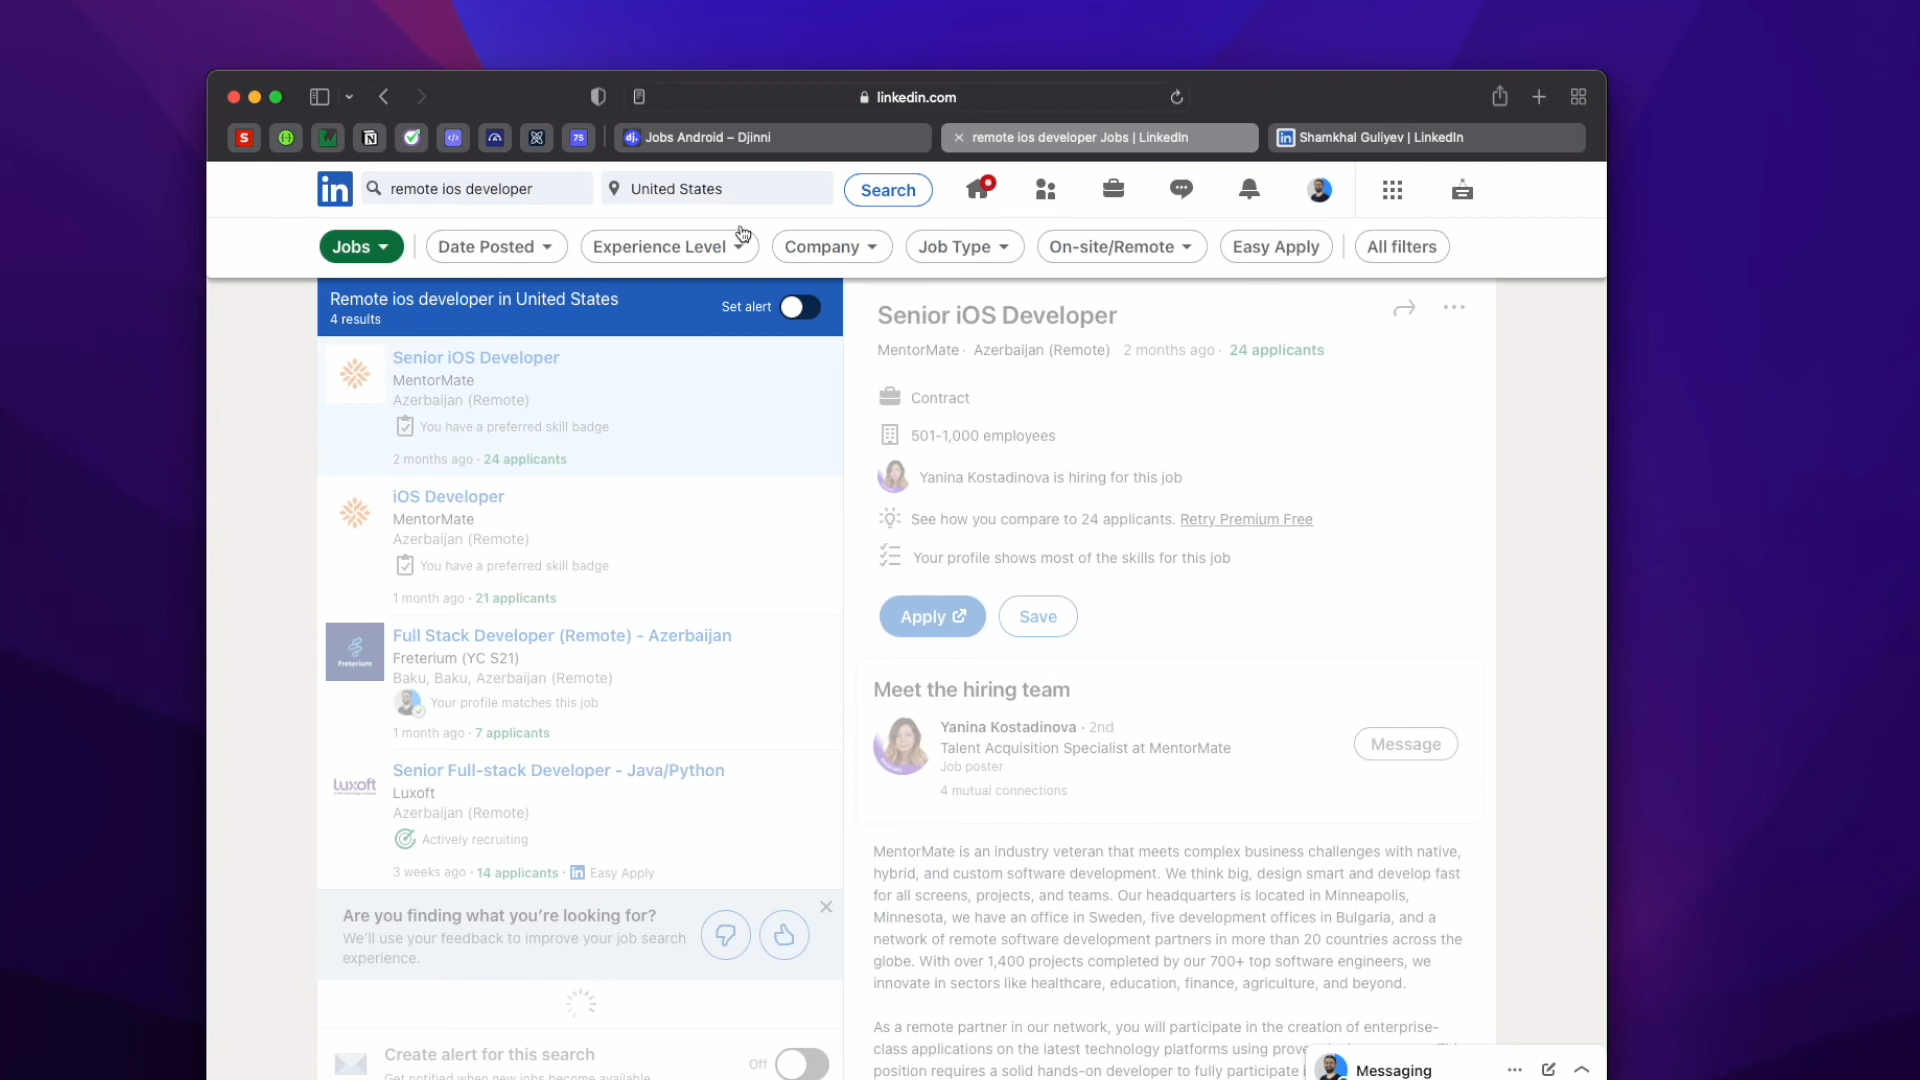 linkedin.com
S
75
dj. Jobs Android – Djinni
remote ios developer Jobs | LinkedIn
in Shamkhal Guliyev | LinkedIn
in
remote ios developer
United States
Search
Jobs
Date Posted
Experience Level
Company
Job Type
On-site/Remote
Easy Apply
All filters
Remote ios developer in United States
4 results
Set alert
Senior iOS Developer
MentorMate
Azerbaijan (Remote)
You have a preferred skill badge
2 months ago · 24 applicants
iOS Developer
MentorMate
Azerbaijan (Remote)
You have a preferred skill badge
1 month ago · 21 applicants
Freterium
Full Stack Developer (Remote) - Azerbaijan
Freterium (YC S21)
Baku, Baku, Azerbaijan (Remote)
Your profile matches this job
1 month ago · 7 applicants
luxoft
Senior Full-stack Developer - Java/Python
Luxoft
Azerbaijan (Remote)
Actively recruiting
3 weeks ago · 14 applicants · in Easy Apply
Are you finding what you're looking for?
We'll use your feedback to improve your job search
experience.
Create alert for this search
Off
Get notified when new jobs become available
Senior iOS Developer
MentorMate · Azerbaijan (Remote) 2 months ago · 24 applicants
Contract
501-1,000 employees
Yanina Kostadinova is hiring for this job
See how you compare to 24 applicants. Retry Premium Free
Your profile shows most of the skills for this job
Apply
Save
Meet the hiring team
Yanina Kostadinova · 2nd
Talent Acquisition Specialist at MentorMate
Job poster
4 mutual connections
Message
MentorMate is an industry veteran that meets complex business challenges with native,
hybrid, and custom software development. We think big, design smart and develop fast
for all screens, projects, and teams. Our headquarters is located in Minneapolis,
Minnesota, we have an office in Sweden, five development offices in Bulgaria, and a
network of remote software development partners in more than 20 countries across the
globe. With over 1,400 projects completed by our 700+ top software engineers, we
innovate in sectors like healthcare, education, finance, agriculture, and beyond.
As a remote partner in our network, you will participate in the creation of enterprise-
class applications on the latest technology platforms using
position requires a solid hands-on developer to fully participate
Messaging